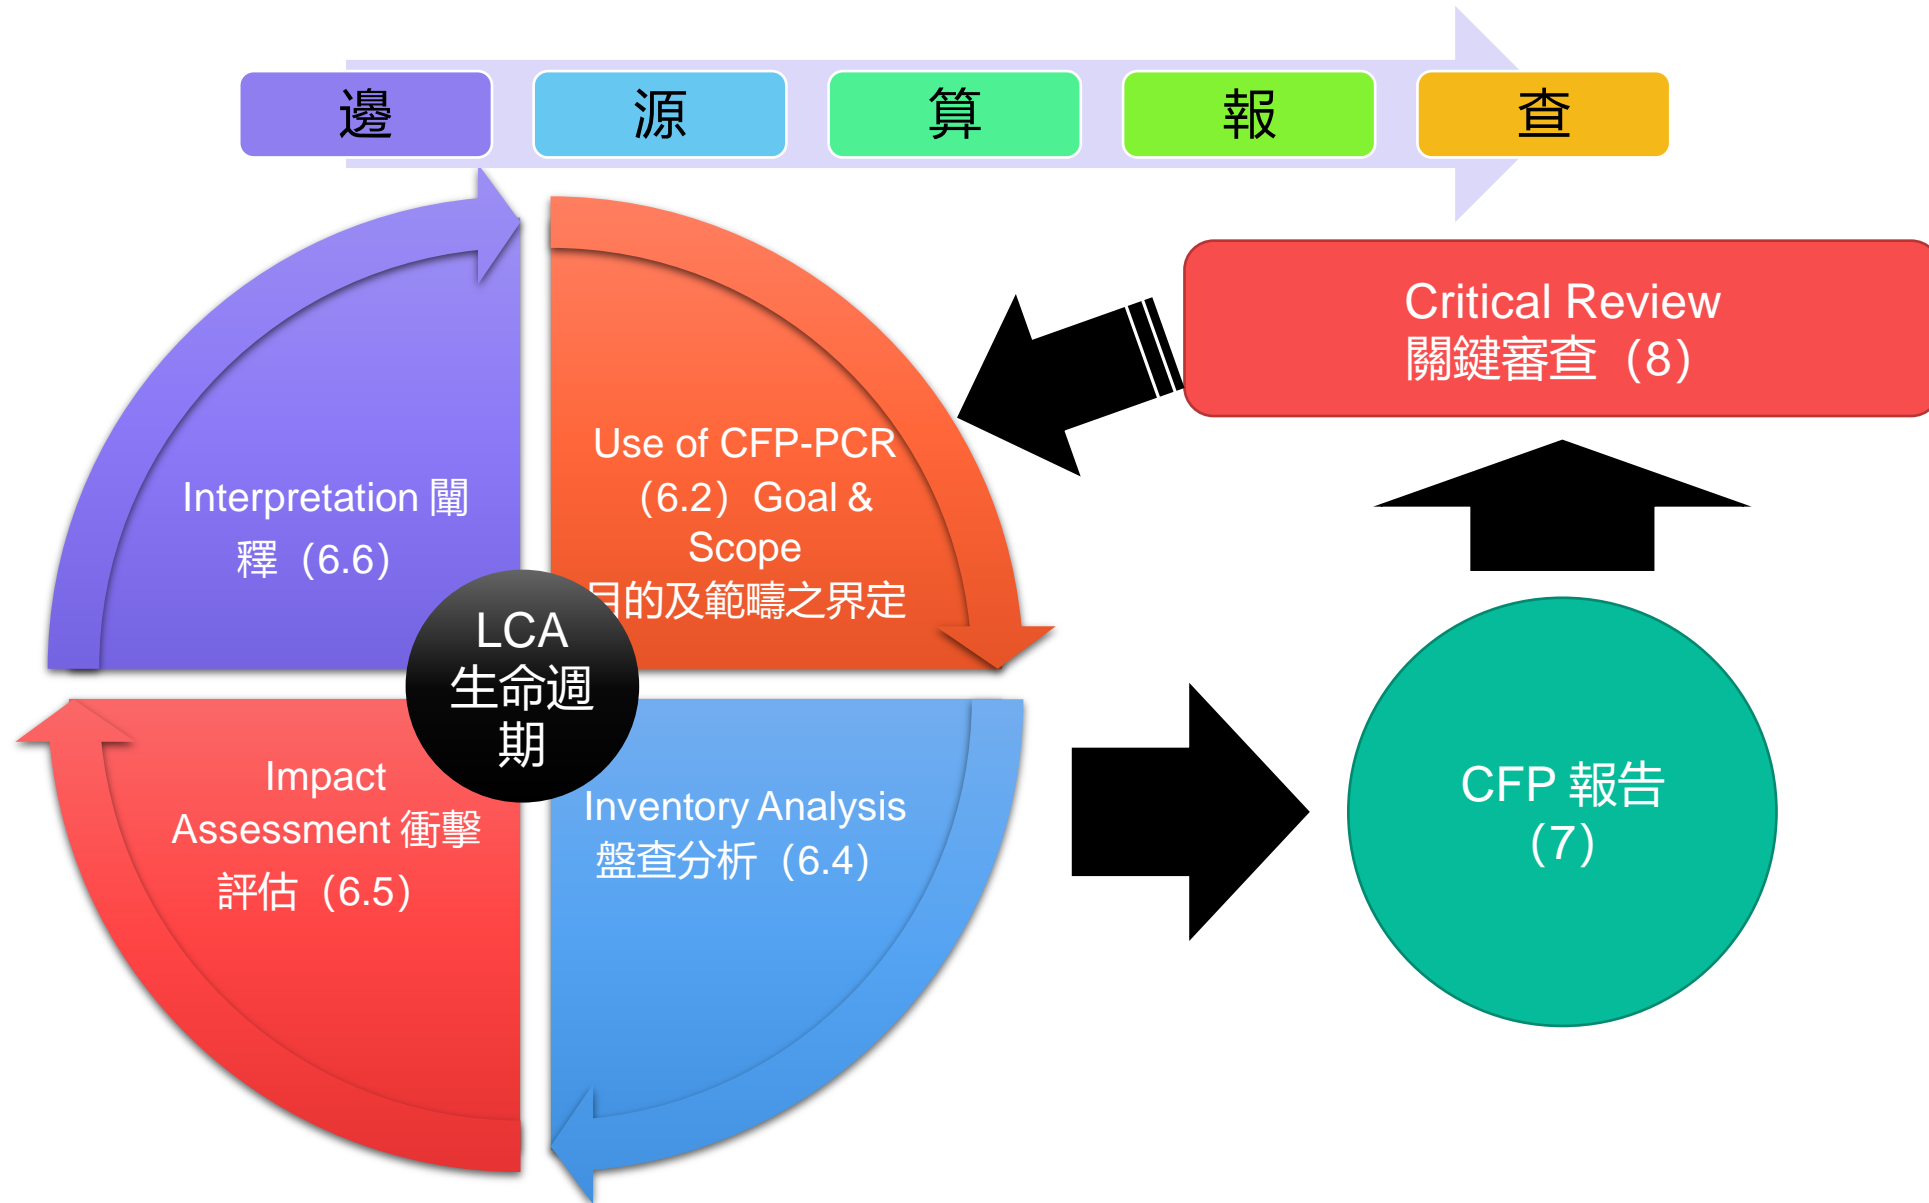 邊
源
算
報
查
Critical Review
關鍵審查（8）
Use of CFP-PCR
（6.2）Goal &
Scope
目的及範疇之界定
Interpretation 闡
釋（6.6）
LCA
生命週
期
Impact
Assessment 衝擊
評估（6.5）
Inventory Analysis
盤查分析（6.4）
CFP 報告
（7）